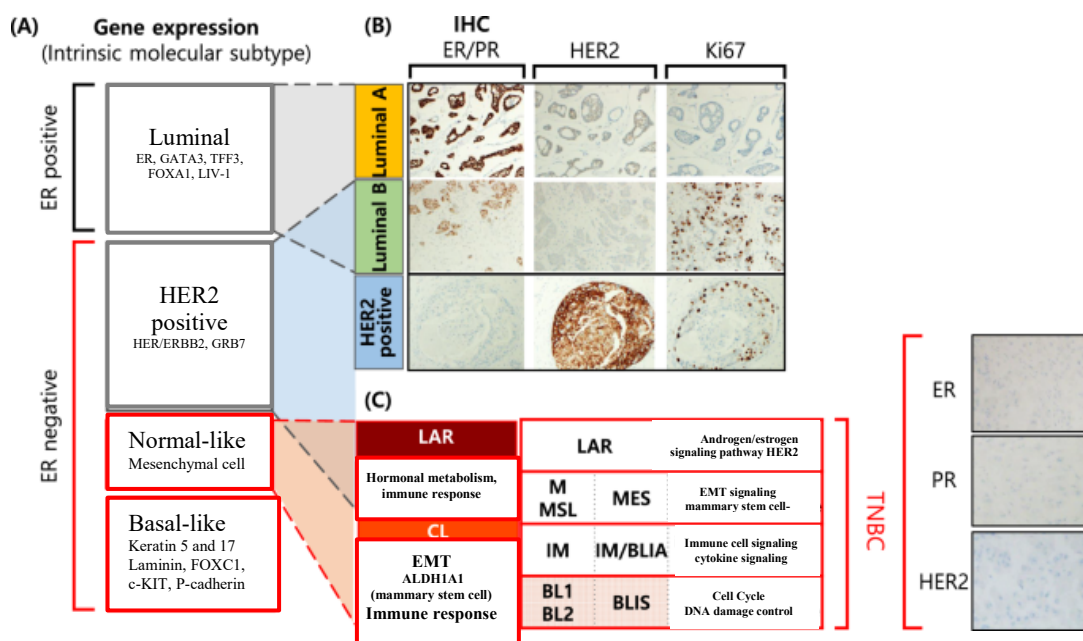 (A)
Gene expression
(Intrinsic molecular subtype)
ER positive
Luminal
ER, GATA3, TFF3,
FOXA1, LIV-1
ER negative
HER2
positive
HER/ERBB2, GRB7
Normal-like
Mesenchymal cell
Basal-like
Keratin 5 and 17
Laminin, FOXC1,
c-KIT, P-cadherin
(B)
IHC
ER/PR
HER2
Ki67
Luminal A
Luminal B
HER2
positive
(C)
LAR
Hormonal metabolism,
immune response
CL
EMT
ALDH1A1
(mammary stem cell)
Immune response
LAR
Androgen/estrogen
signaling pathway HER2
M
MSL
MES
EMT signaling
mammary stem cell-
IM
IM/BLIA
Immune cell signaling
cytokine signaling
BL1
BL2
BLIS
Cell Cycle
DNA damage control
TNBC
ER
PR
HER2